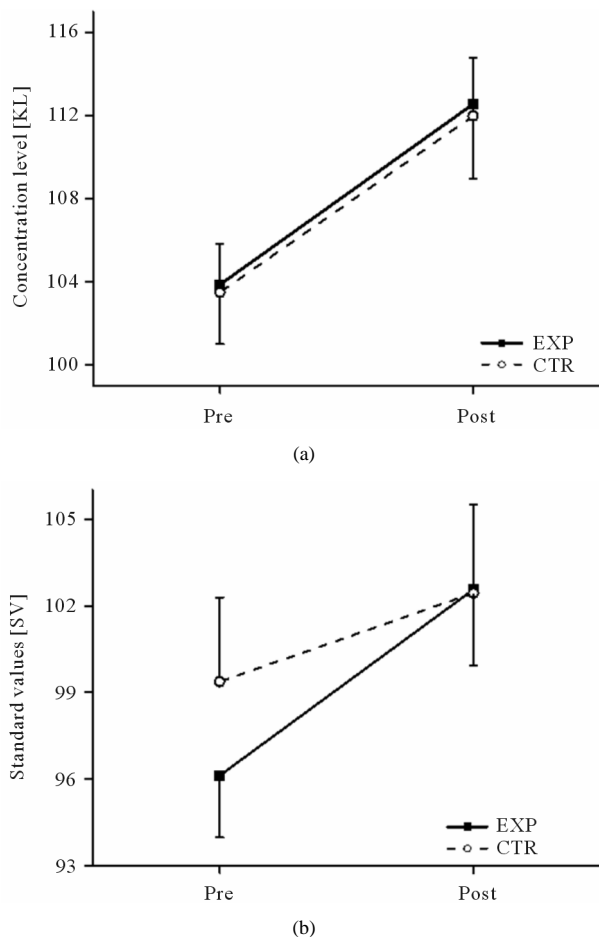 116
112
108
104
100
Concentration level [KL]
EXP
CTR
Pre Post
(a)
105
102
99
96
93
Standard values [SV]
EXP
CTR
Pre Post
(b)